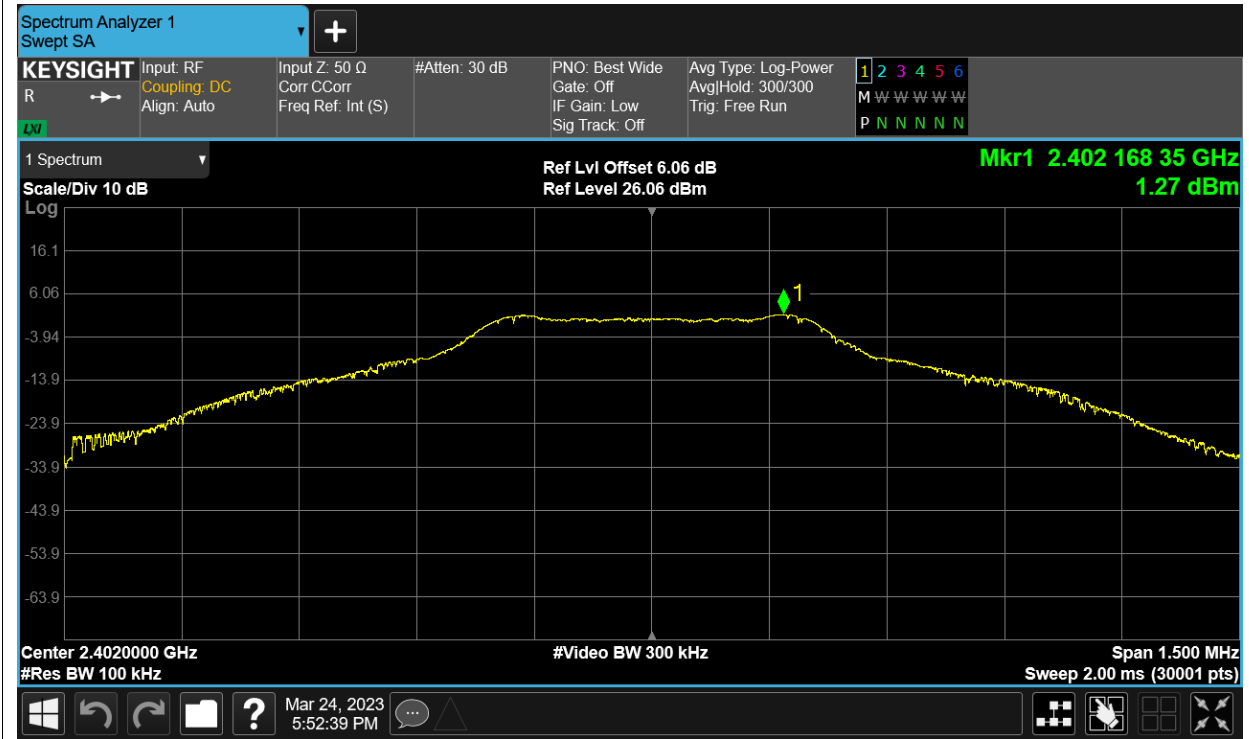 Spectrum Analyzer 1
Swept SA
KEYSIGHT
R
LXI
Input: RF
Coupling: DC
Align: Auto
Input Z: 50 Ω
Corr CCorr
Freq Ref: Int (S)
#Atten: 30 dB
PNO: Best Wide
Gate: Off
IF Gain: Low
Sig Track: Off
Avg Type: Log-Power
Avg|Hold: 300/300
Trig: Free Run
1 2 3 4 5 6
M W W W W W
P N N N N N
1 Spectrum
Scale/Div 10 dB
Log
Ref Lvl Offset 6.06 dB
Ref Level 26.06 dBm
Mkr1 2.402 168 35 GHz
1.27 dBm
16.1
6.06
-3.94
-13.9
-23.9
-33.9
-43.9
-53.9
-63.9
1
Center 2.4020000 GHz
#Res BW 100 kHz
#Video BW 300 kHz
Span 1.500 MHz
Sweep 2.00 ms (30001 pts)
?
Mar 24, 2023
5:52:39 PM